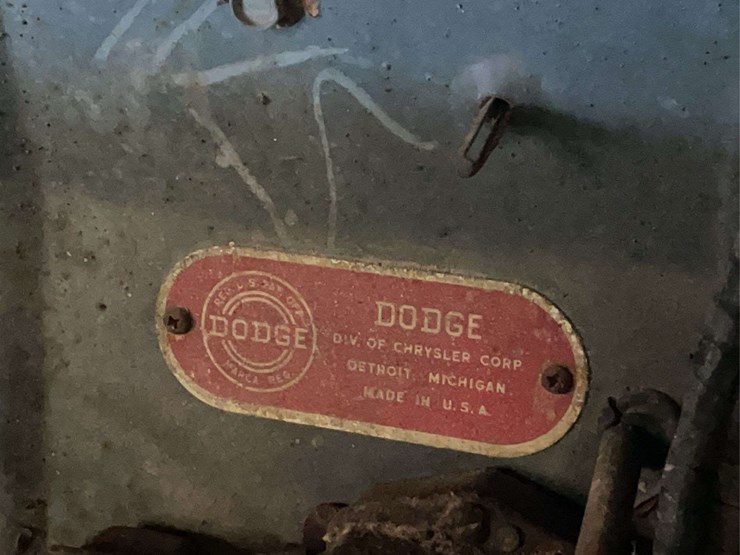 REG. U.S. PAT. OFF.
DODGE
MARCA REG.
DODGE
DIV. OF CHRYSLER CORP.
DETROIT, MICHIGAN
MADE IN U.S.A.